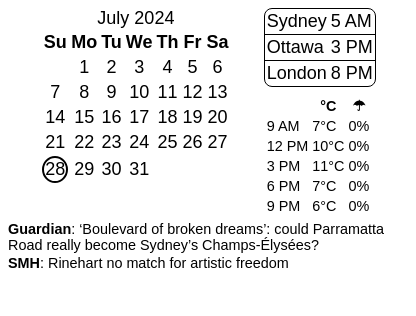 July 2024
Su Mo Tu We Th Fr Sa
1 2 3 4 5 6
7 8 9 10 11 12 13
14 15 16 17 18 19 20
21 22 23 24 25 26 27
28 29 30 31
Sydney 5 AM
Ottawa 3 PM
London 8 PM
°C ☂
9 AM 7°C 0%
12 PM 10°C 0%
3 PM 11°C 0%
6 PM 7°C 0%
9 PM 6°C 0%
Guardian: ‘Boulevard of broken dreams’: could Parramatta
Road really become Sydney’s Champs-Élysées?
SMH: Rinehart no match for artistic freedom